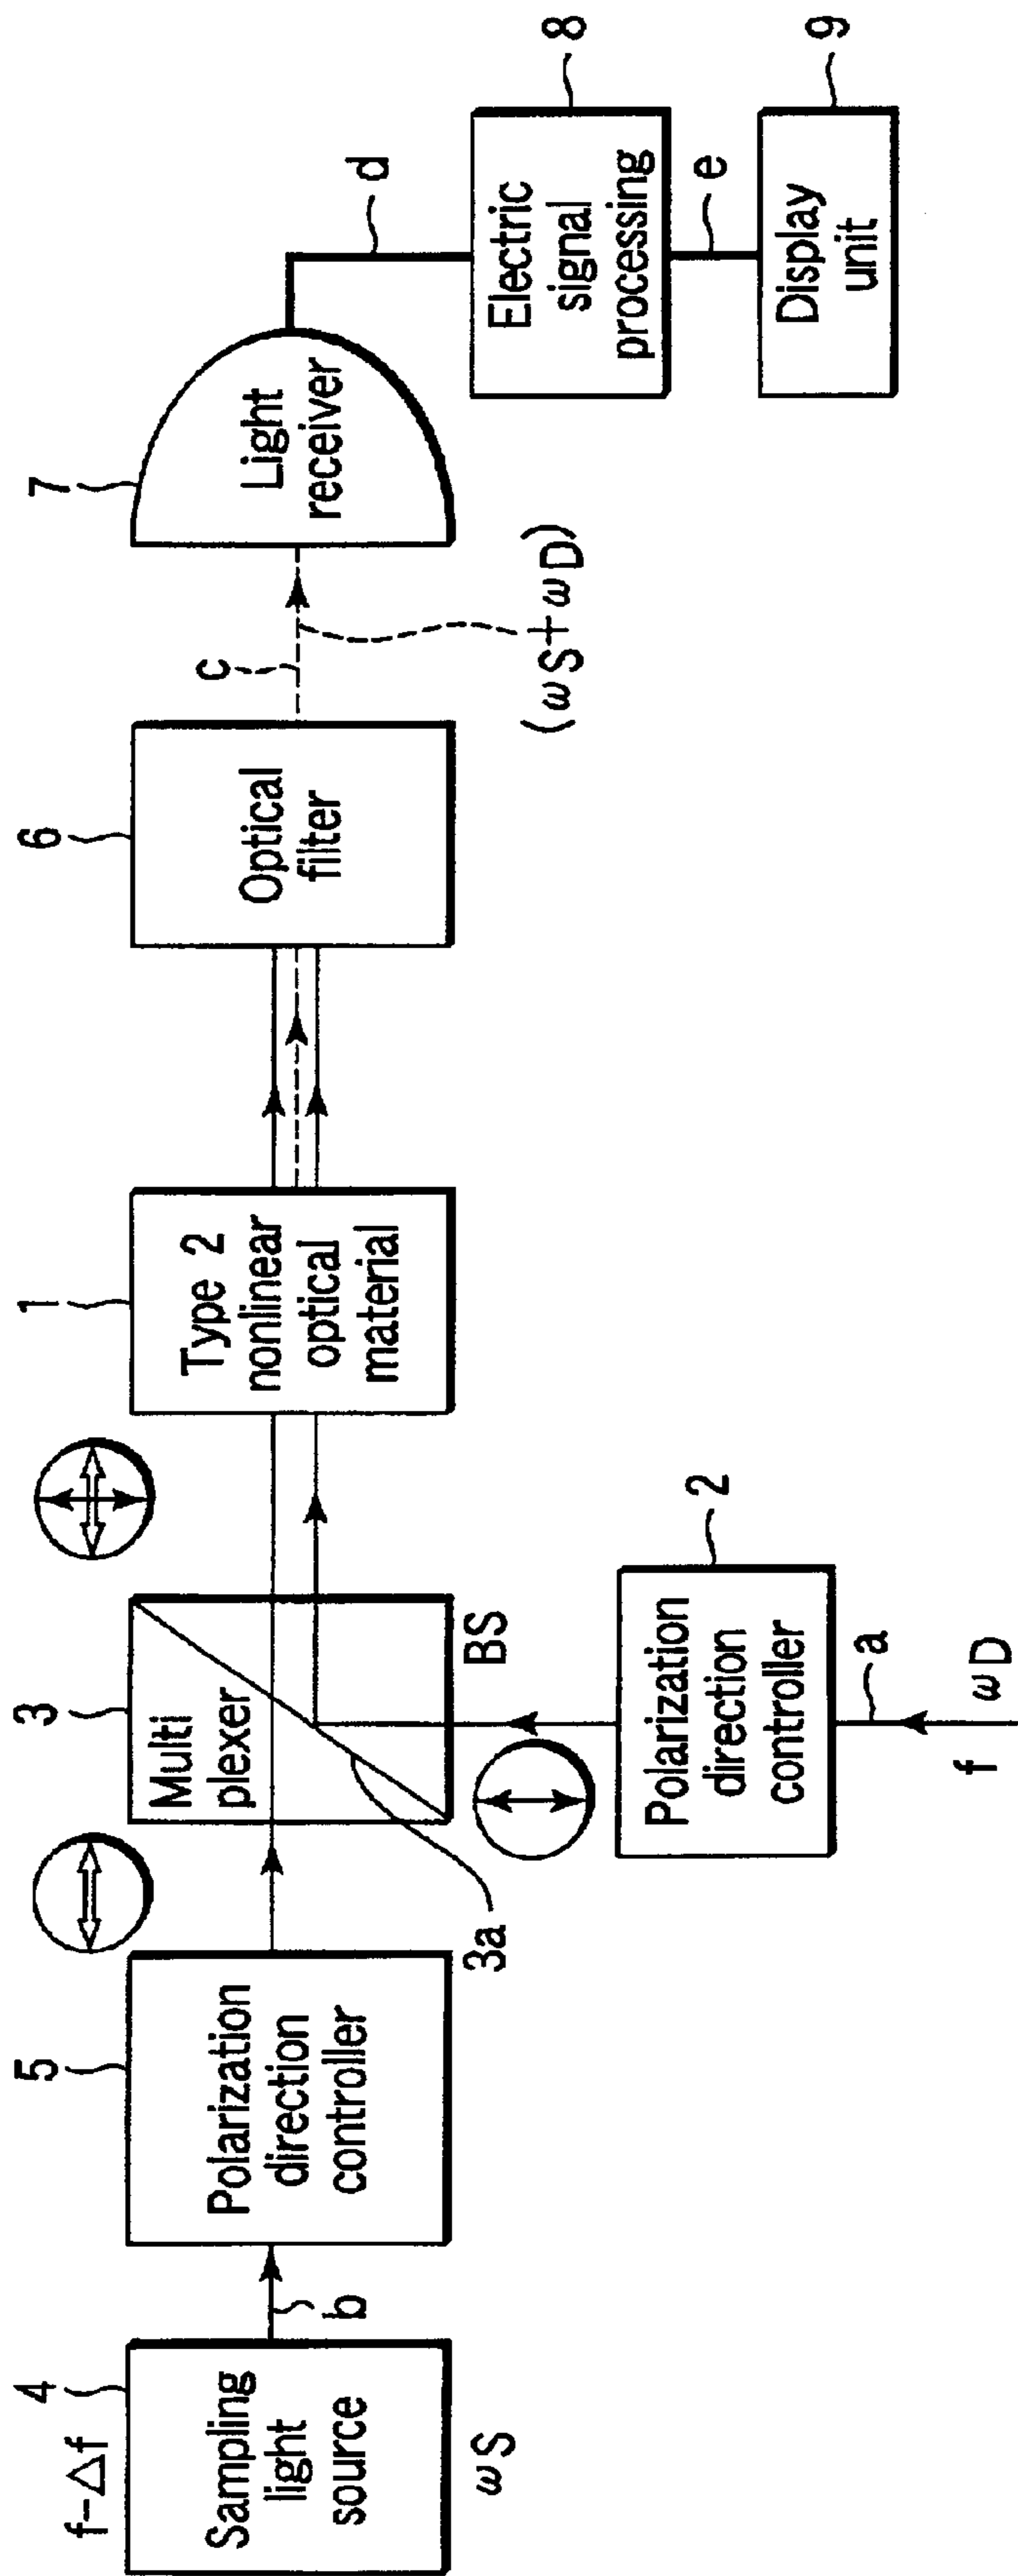 f-Δf
4
Sampling
light
source
ωS
b
5
Polarization
direction
controller
3
Multi
plexer
3a
BS
2
Polarization
direction
controller
a
f
ωD
1
Type 2
nonlinear
optical
material
6
Optical
filter
c
(ωS+ωD)
7
Light
receiver
d
8
Electric
signal
processing
e
9
Display
unit